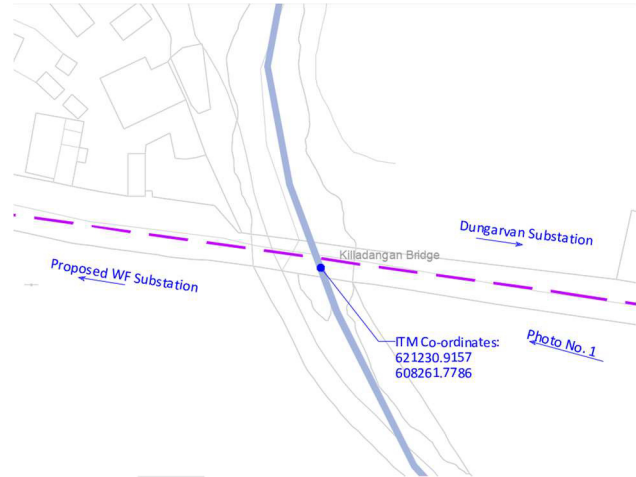 Dungarvan Substation
Killadangan Bridge
Proposed WF Substation
ITM Co-ordinates:
621230.9157
608261.7786
Photo No. 1